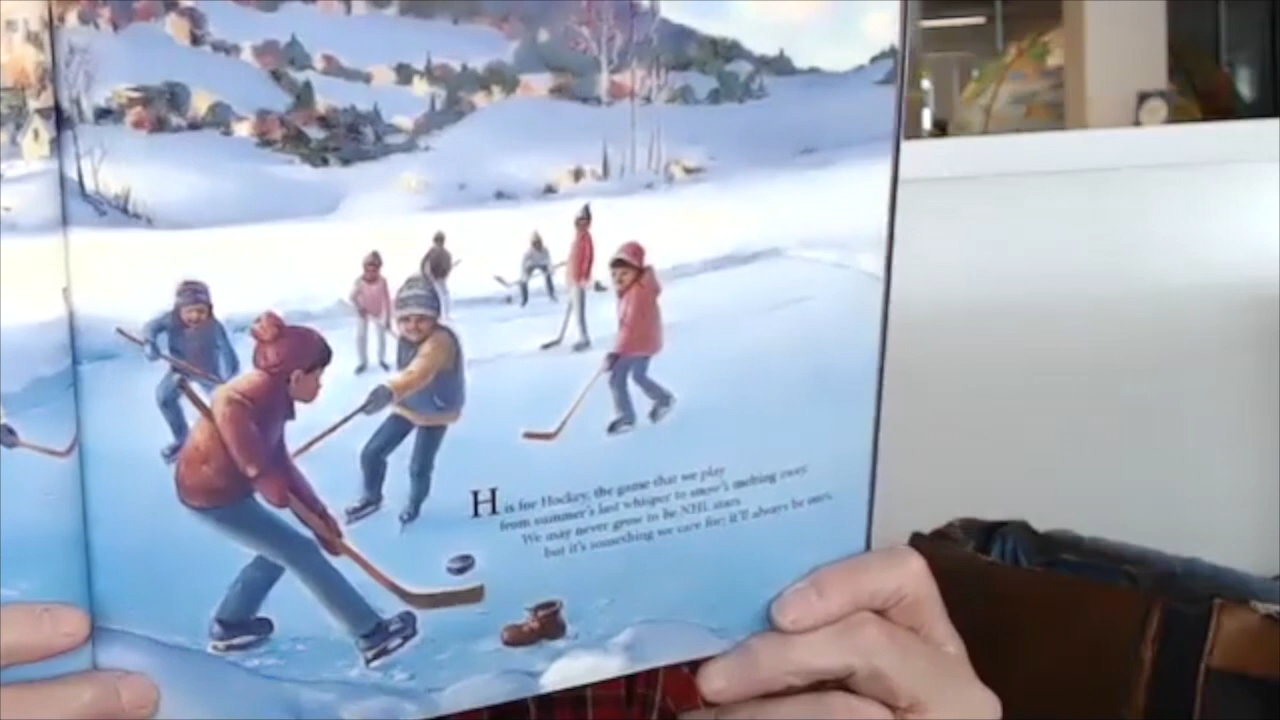 H is for Hockey, the game that we play
from summer's last whisper to snow's melting away.
We may never grow to be NHL stars
but it's something we care for; it'll always be ours.